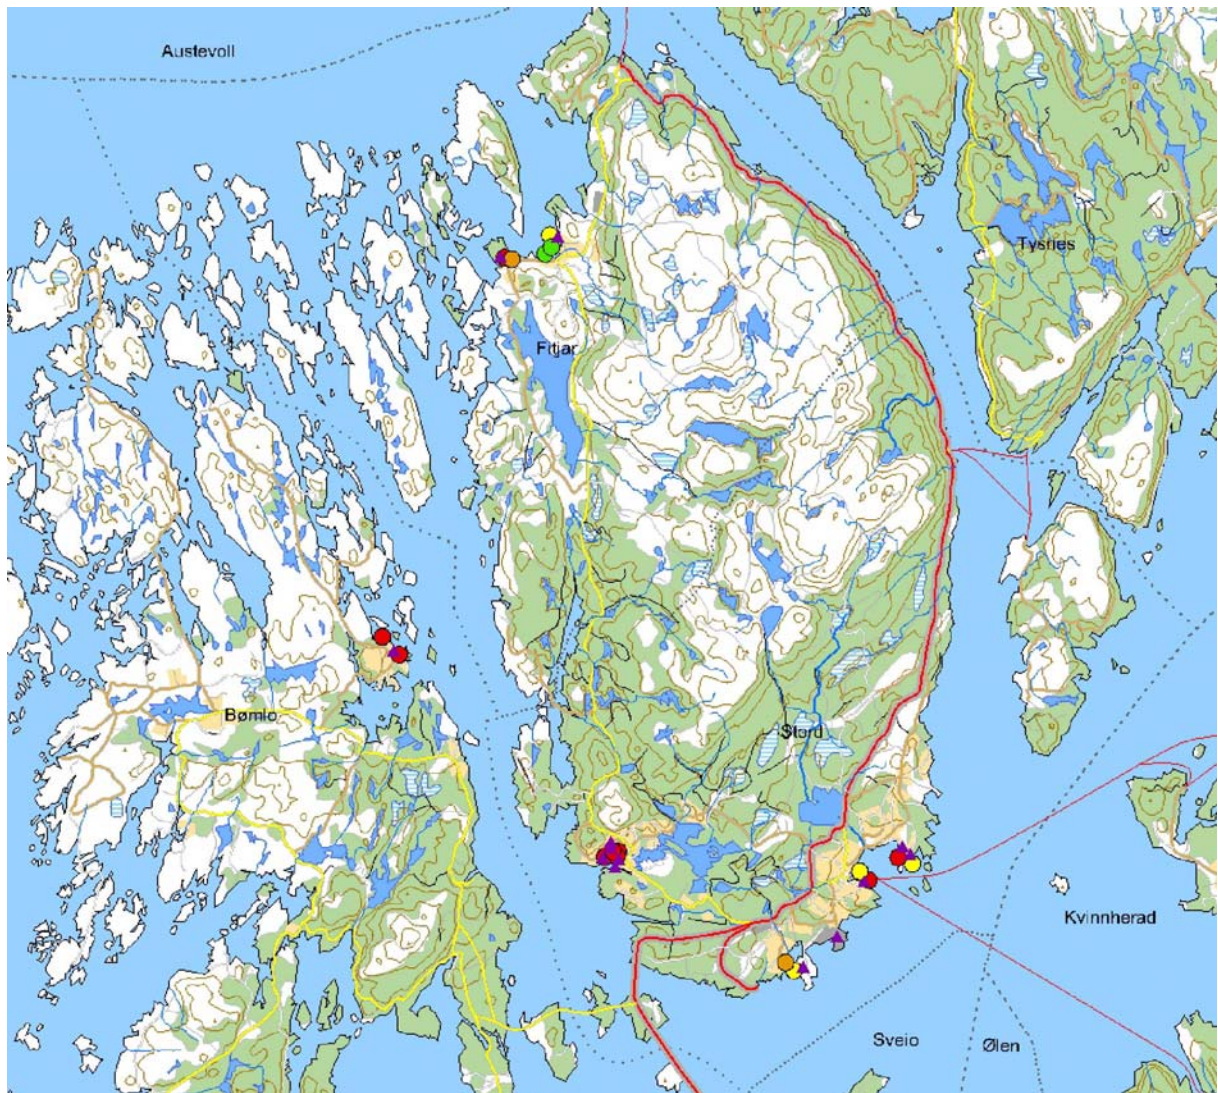 Austevoll
Tysnes
Fitjar
Bømlo
Stord
Kvinnherad
Sveio
Ølen